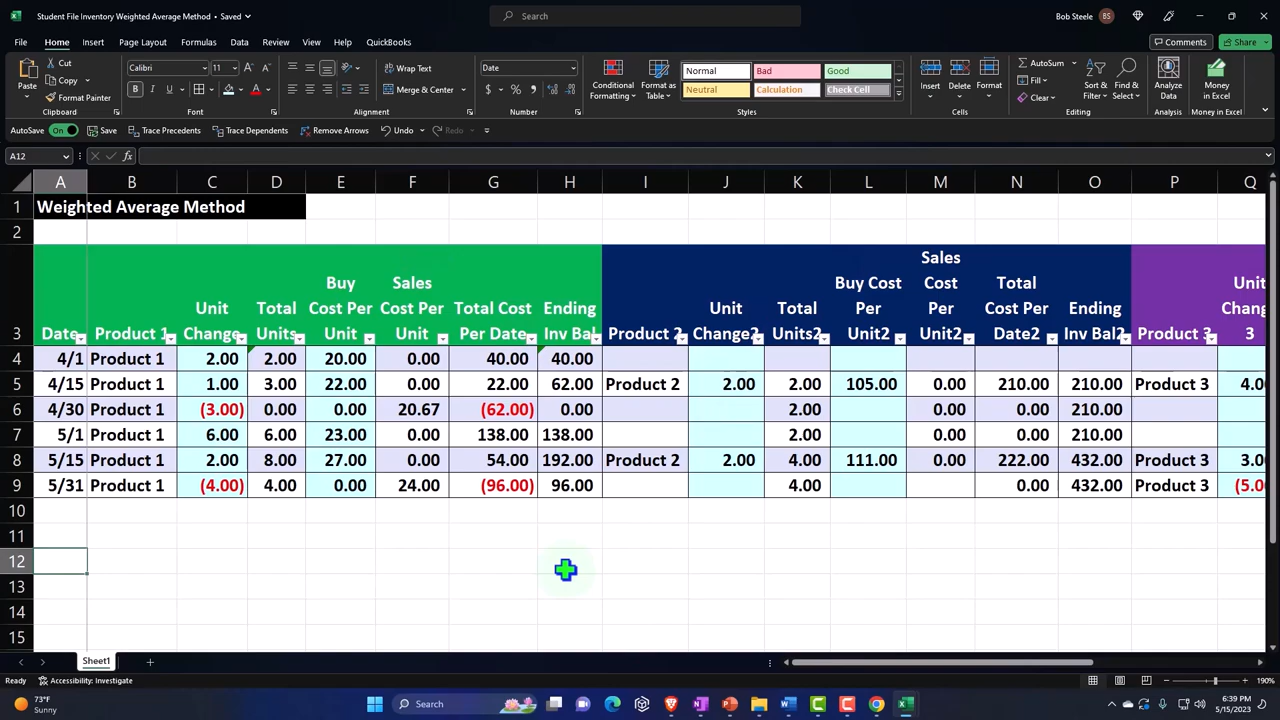 Student File Inventory Weighted Average Method • Saved
Search
Bob Steele
BS
File Home Insert Page Layout Formulas Data Review View Help QuickBooks
Comments
Share
Paste
Cut
Copy
Format Painter
Clipboard
Calibri 11
B I U
Font
Wrap Text
Merge & Center
Alignment
Date
$ % 9
Number
Conditional Formatting
Format as Table
Normal Bad Good
Neutral Calculation Check Cell
Styles
Insert Delete Format
Cells
AutoSum
Clear
Sort & Filter
Find & Select
Editing
Analyze Data
Analysis
Money in Excel
Money in Excel
AutoSave On Save Trace Precedents Trace Dependents Remove Arrows Undo Redo
A12 fx
A B C D E F G H I J K L M N O P Q
1 Weighted Average Method
2
3 Date Product 1 Unit Change Total Units Buy Cost Per Unit Sales Cost Per Unit Total Cost Per Date Ending Inv Bal Product 2 Unit Change2 Total Units2 Buy Cost Per Unit2 Sales Cost Per Unit2 Total Cost Per Date2 Ending Inv Bal2 Product 3 Unit Change 3
4 4/1 Product 1 2.00 2.00 20.00 0.00 40.00 40.00
5 4/15 Product 1 1.00 3.00 22.00 0.00 22.00 62.00 Product 2 2.00 2.00 105.00 0.00 210.00 210.00 Product 3 4.00
6 4/30 Product 1 (3.00) 0.00 0.00 20.67 (62.00) 0.00 2.00 0.00 0.00 210.00
7 5/1 Product 1 6.00 6.00 23.00 0.00 138.00 138.00 2.00 0.00 0.00 210.00
8 5/15 Product 1 2.00 8.00 27.00 0.00 54.00 192.00 Product 2 2.00 4.00 111.00 0.00 222.00 432.00 Product 3 3.00
9 5/31 Product 1 (4.00) 4.00 0.00 24.00 (96.00) 96.00 4.00 0.00 432.00 Product 3 (5.00
10
11
12
13
14
15
Sheet1
Ready Accessibility: Investigate
190%
73°F
Sunny
Search
6:39 PM
5/15/2023